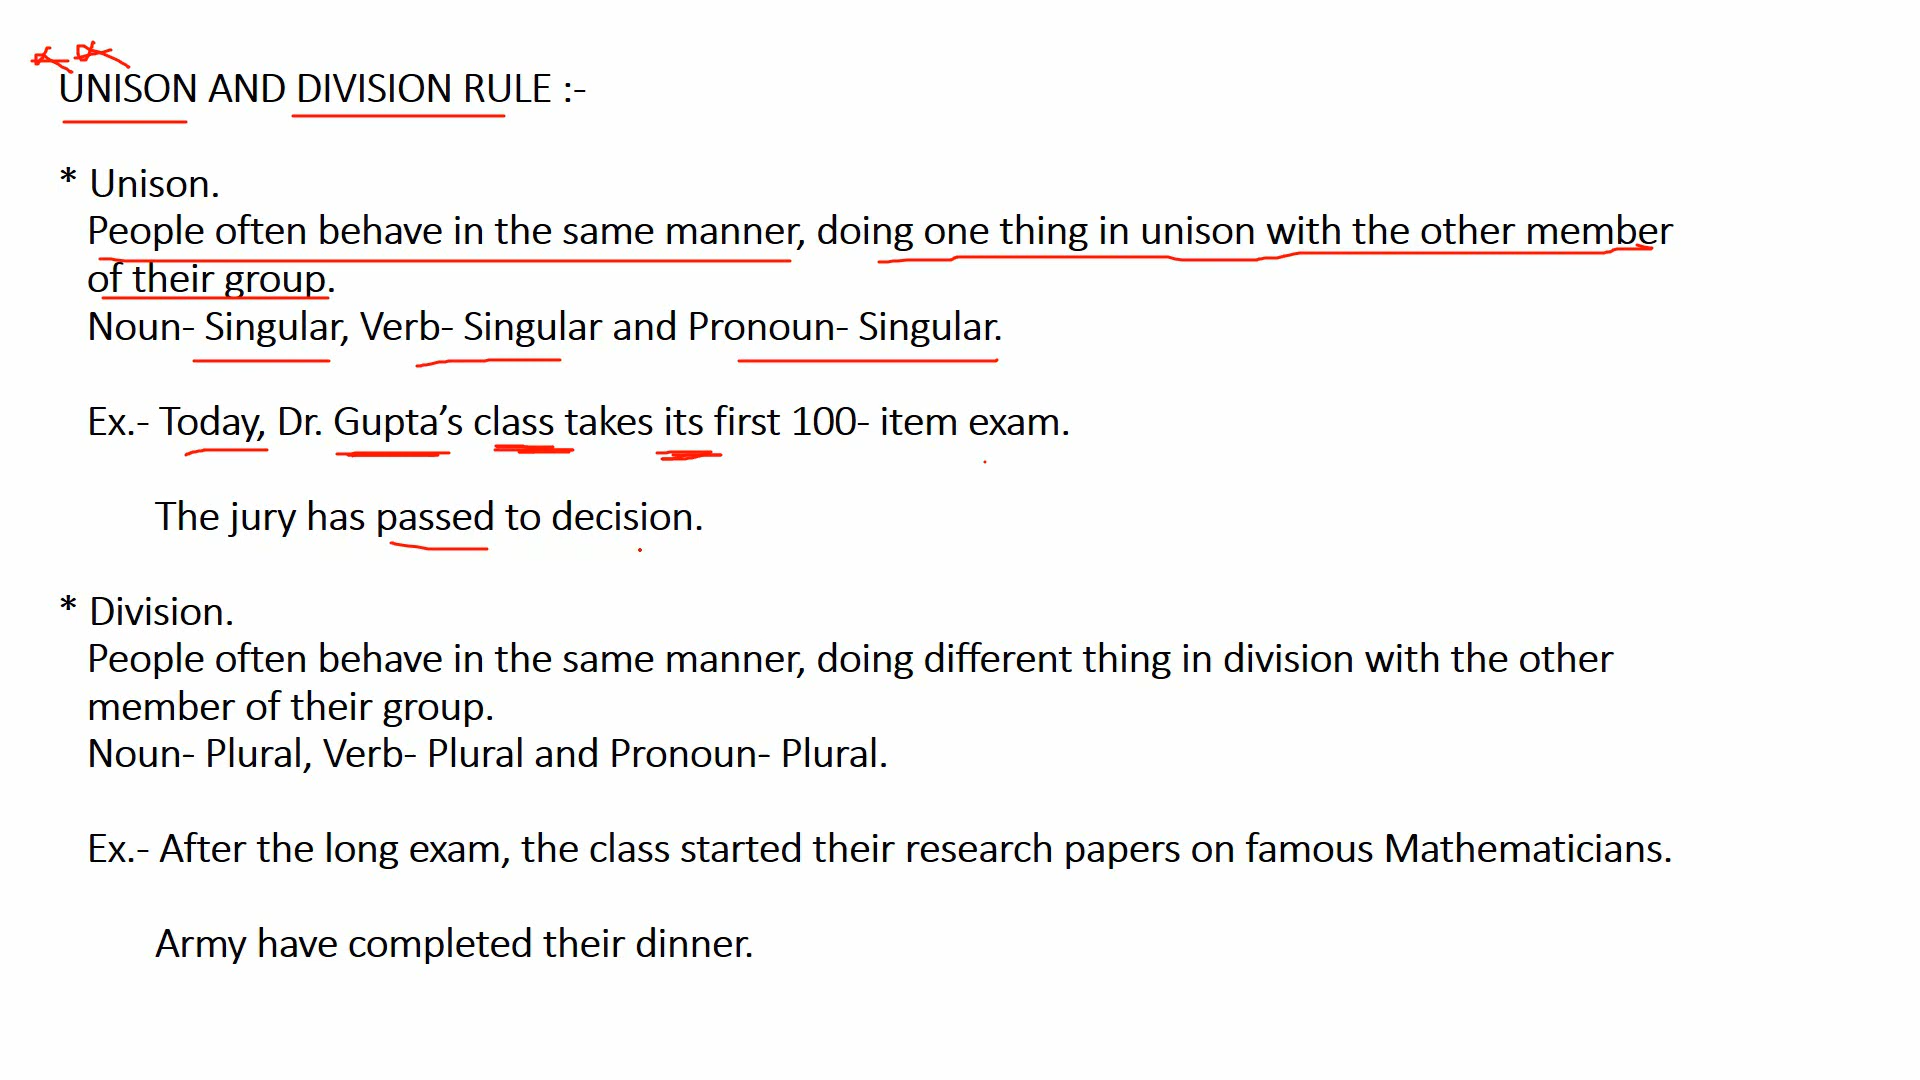 UNISON AND DIVISION RULE :-
* Unison.
People often behave in the same manner, doing one thing in unison with the other member
of their group.
Noun- Singular, Verb- Singular and Pronoun- Singular.
Ex.- Today, Dr. Gupta’s class takes its first 100- item exam.
The jury has passed to decision.
* Division.
People often behave in the same manner, doing different thing in division with the other
member of their group.
Noun- Plural, Verb- Plural and Pronoun- Plural.
Ex.- After the long exam, the class started their research papers on famous Mathematicians.
Army have completed their dinner.